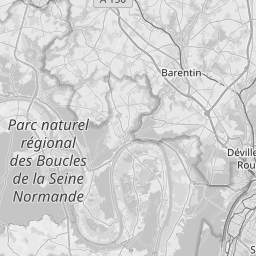 A 150
Barentin
Parc naturel
régional
des Boucles
de la Seine
Normande
Déville
Rou
S